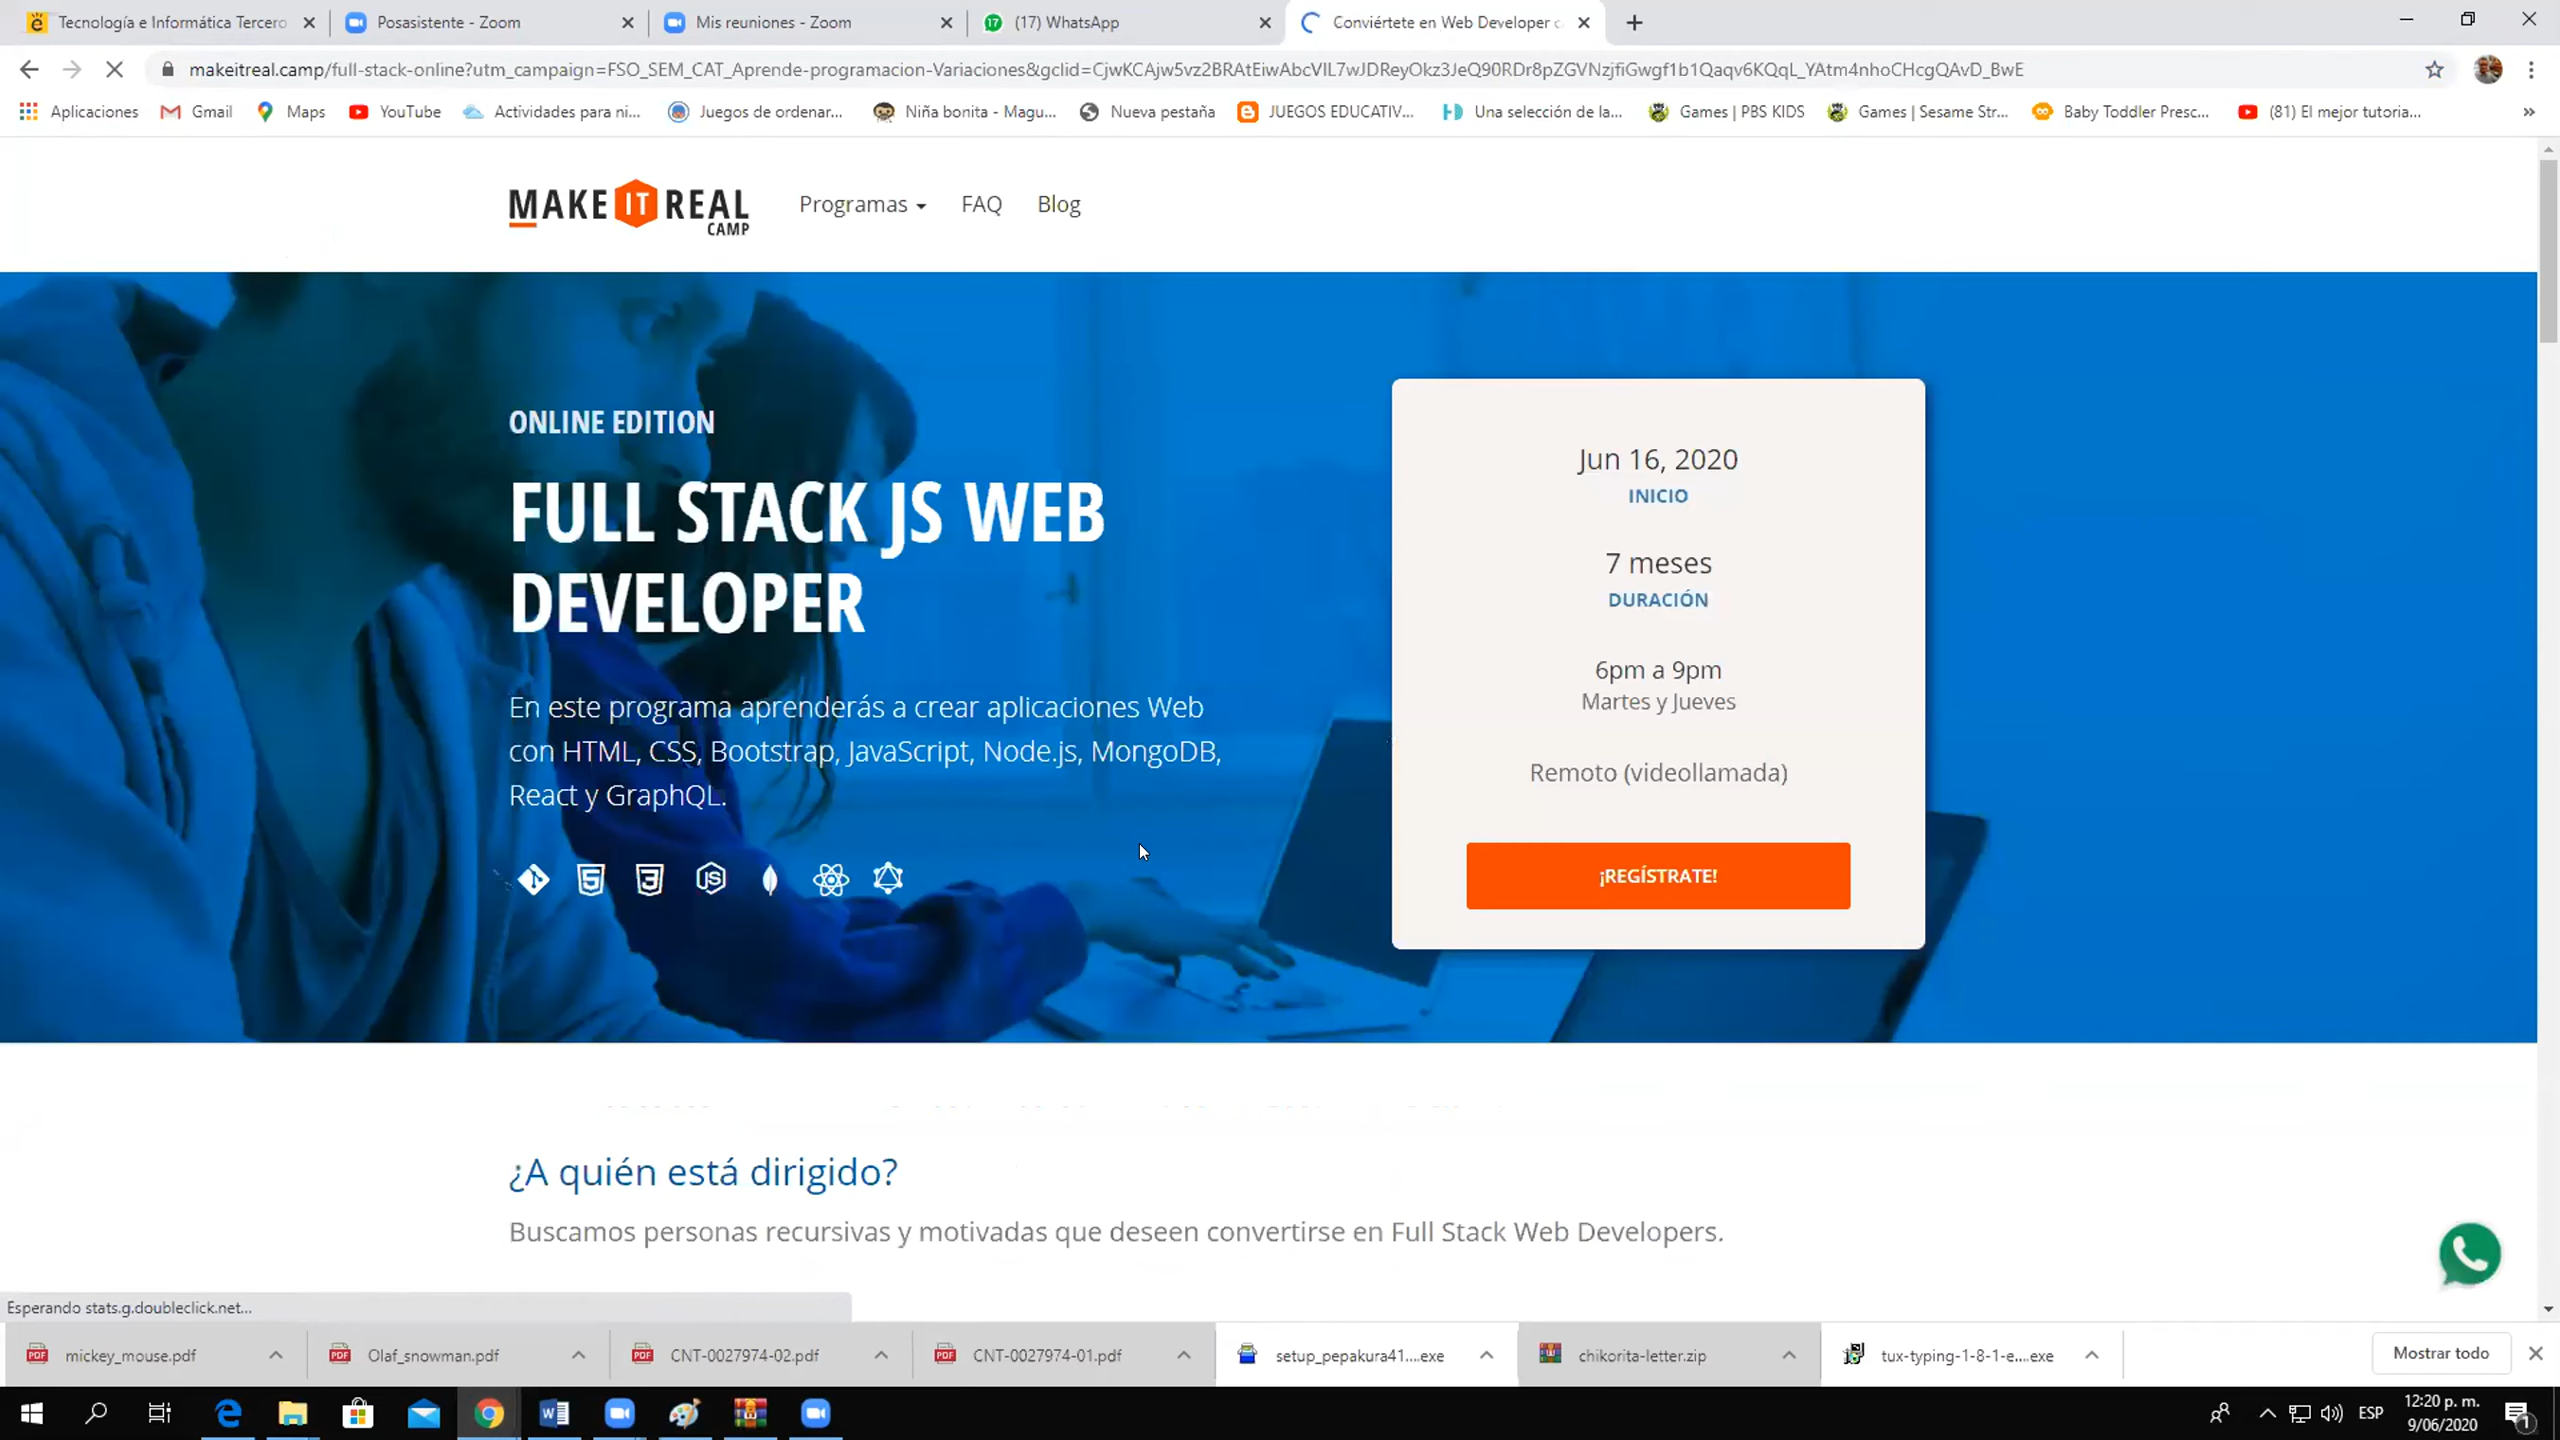 Tecnología e Informática Tercero
Posasistente - Zoom
Mis reuniones - Zoom
17
(17) WhatsApp
Conviértete en Web Developer c
makeitreal.camp/full-stack-online?utm_campaign=FSO_SEM_CAT_Aprende-programacion-Variaciones&gclid=CjwKCAjw5vz2BRAtEiwAbcVIL7wJDReyOkz3JeQ90RDr8pZGVNzjfiGwgf1b1Qaqv6KQqL_YAtm4nhoCHcgQAvD_BwE
Aplicaciones
Gmail
Maps
YouTube
Actividades para ni...
Juegos de ordenar...
Niña bonita - Magu...
Nueva pestaña
JUEGOS EDUCATIV...
Una selección de la...
Games | PBS KIDS
Games | Sesame Str...
Baby Toddler Presc...
(81) El mejor tutoria...
»
MAKE IT REAL
CAMP
Programas
FAQ
Blog
ONLINE EDITION
FULL STACK JS WEB
DEVELOPER
En este programa aprenderás a crear aplicaciones Web
con HTML, CSS, Bootstrap, JavaScript, Node.js, MongoDB,
React y GraphQL.
Jun 16, 2020
INICIO
7 meses
DURACIÓN
6pm a 9pm
Martes y Jueves
Remoto (videollamada)
¡REGÍSTRATE!
¿A quién está dirigido?
Buscamos personas recursivas y motivadas que deseen convertirse en Full Stack Web Developers.
Esperando stats.g.doubleclick.net...
mickey_mouse.pdf
Olaf_snowman.pdf
CNT-0027974-02.pdf
CNT-0027974-01.pdf
setup_pepakura41....exe
chikorita-letter.zip
tux-typing-1-8-1-e....exe
Mostrar todo
ESP
12:20 p. m.
9/06/2020
1